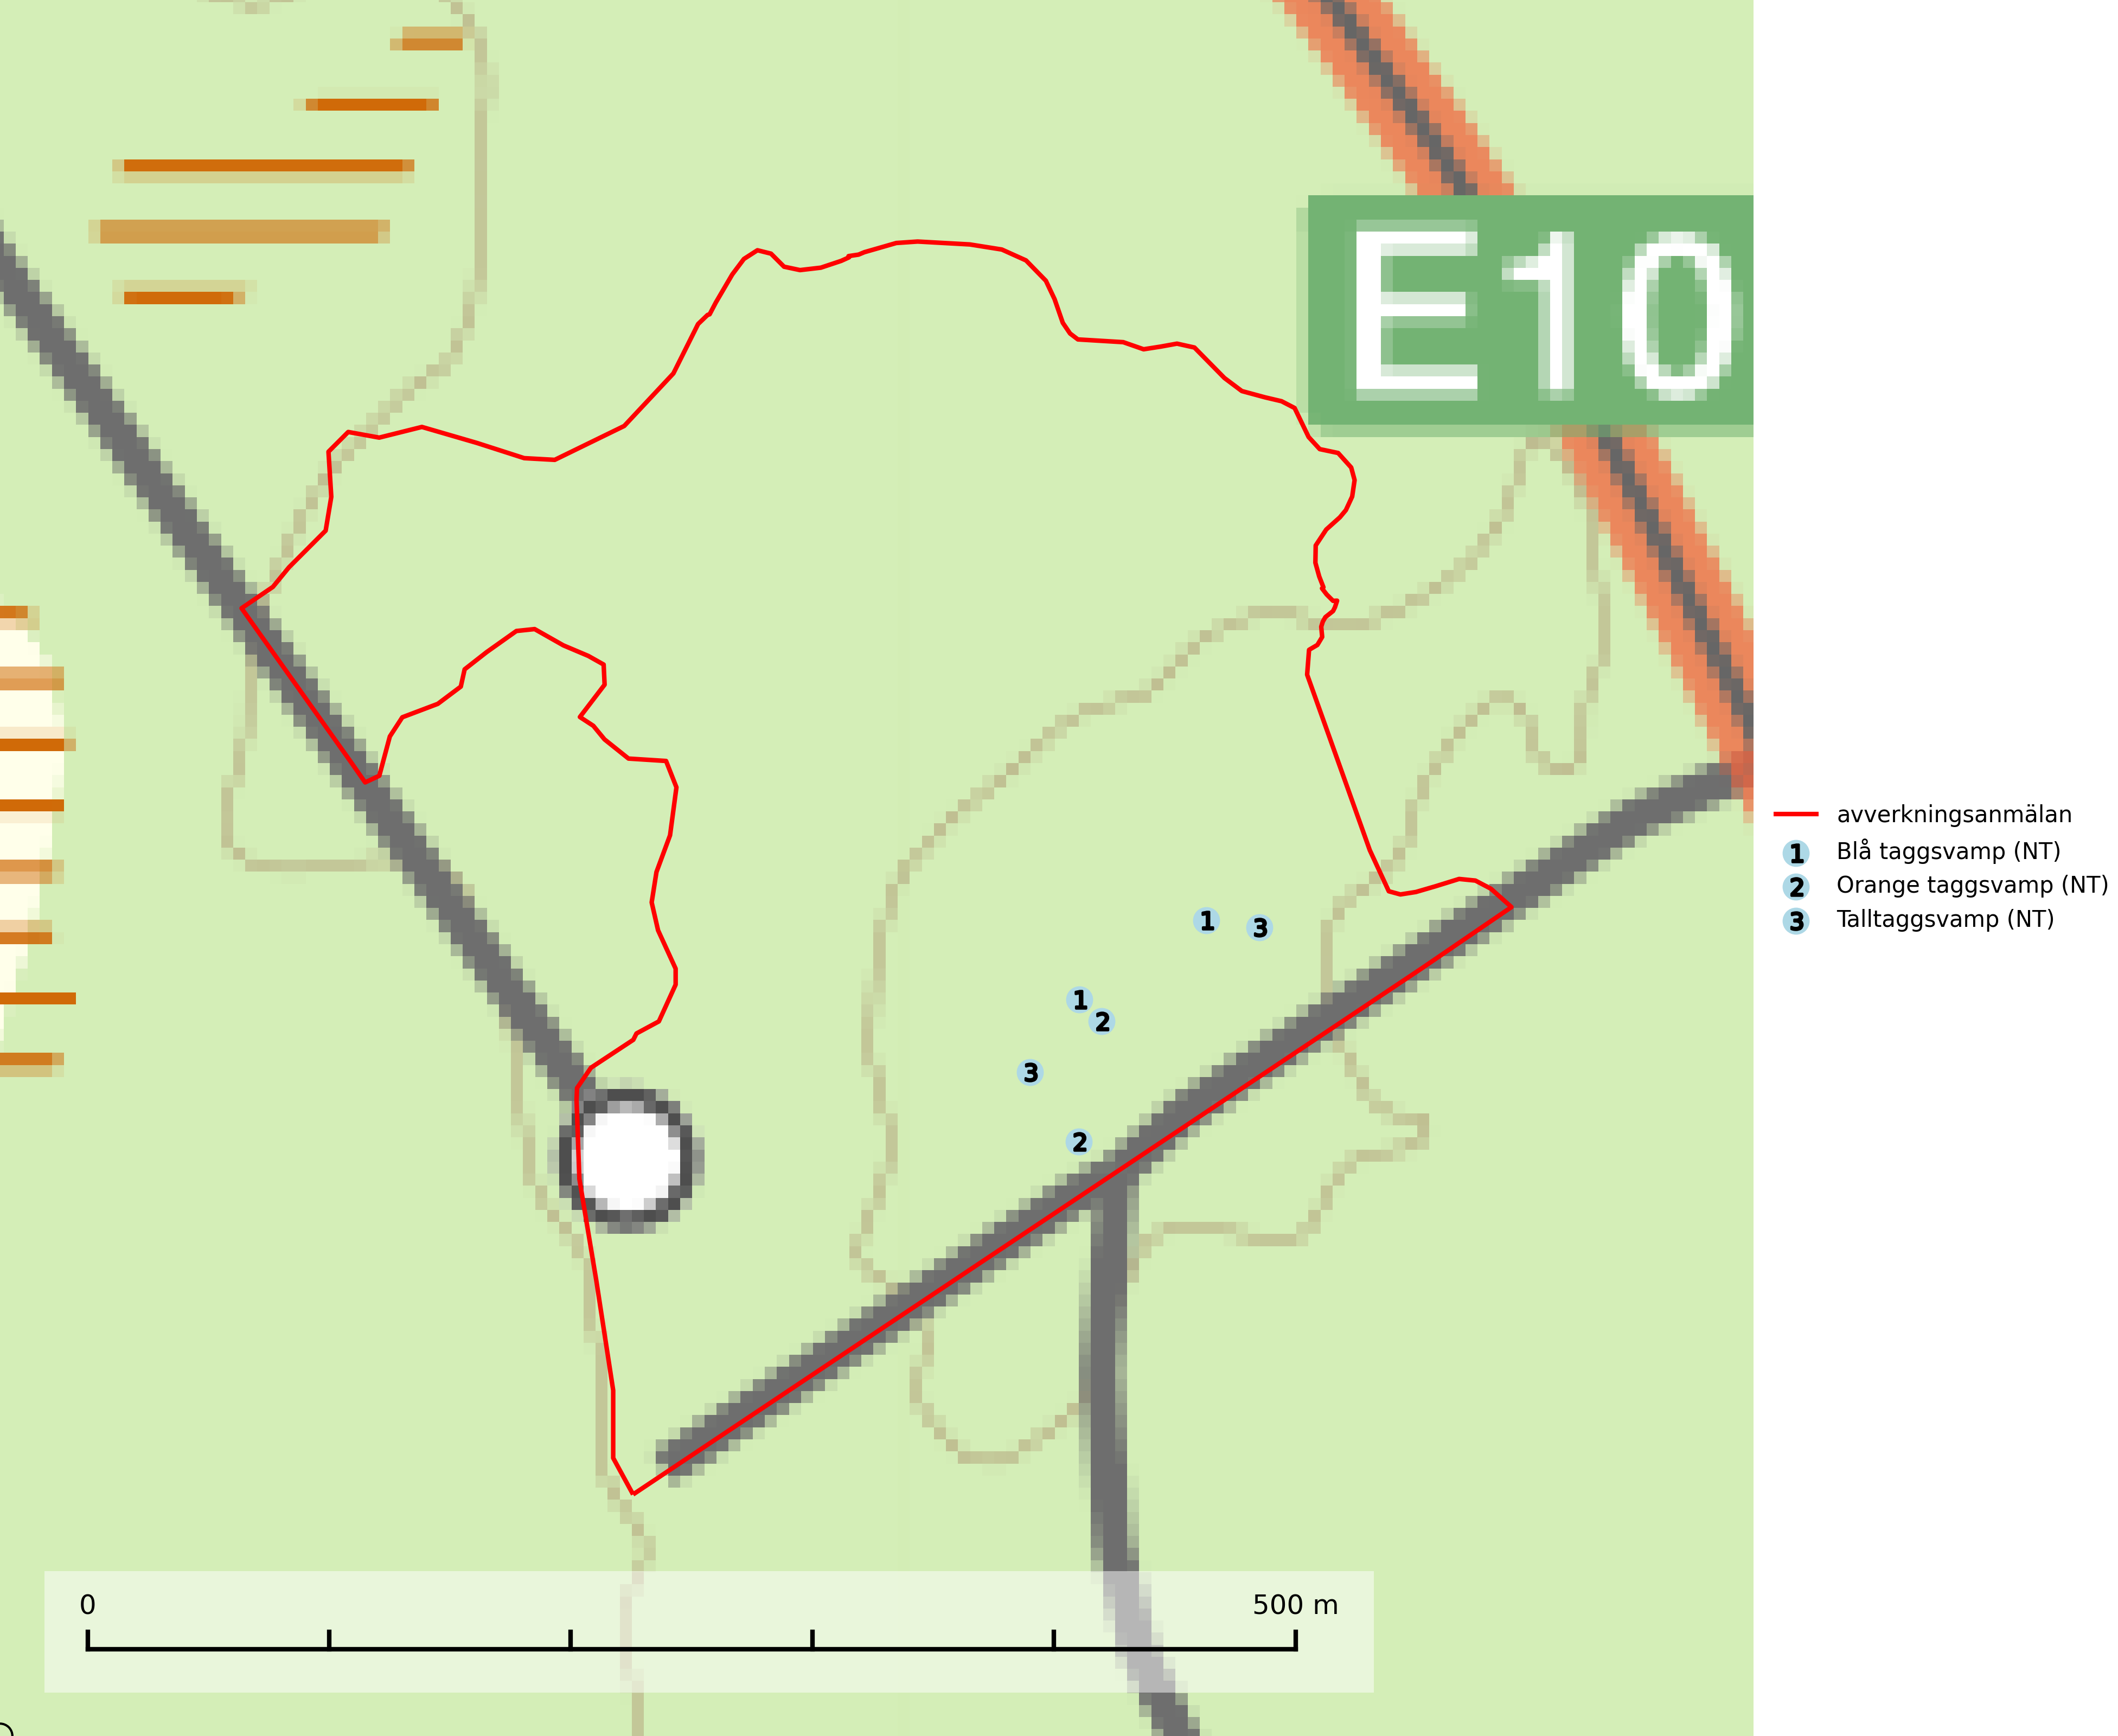 E10
avverkningsanmälan
1 Blå taggsvamp (NT)
2 Orange taggsvamp (NT)
3 Talltaggsvamp (NT)
1 3
1
2
3
2
0 500 m